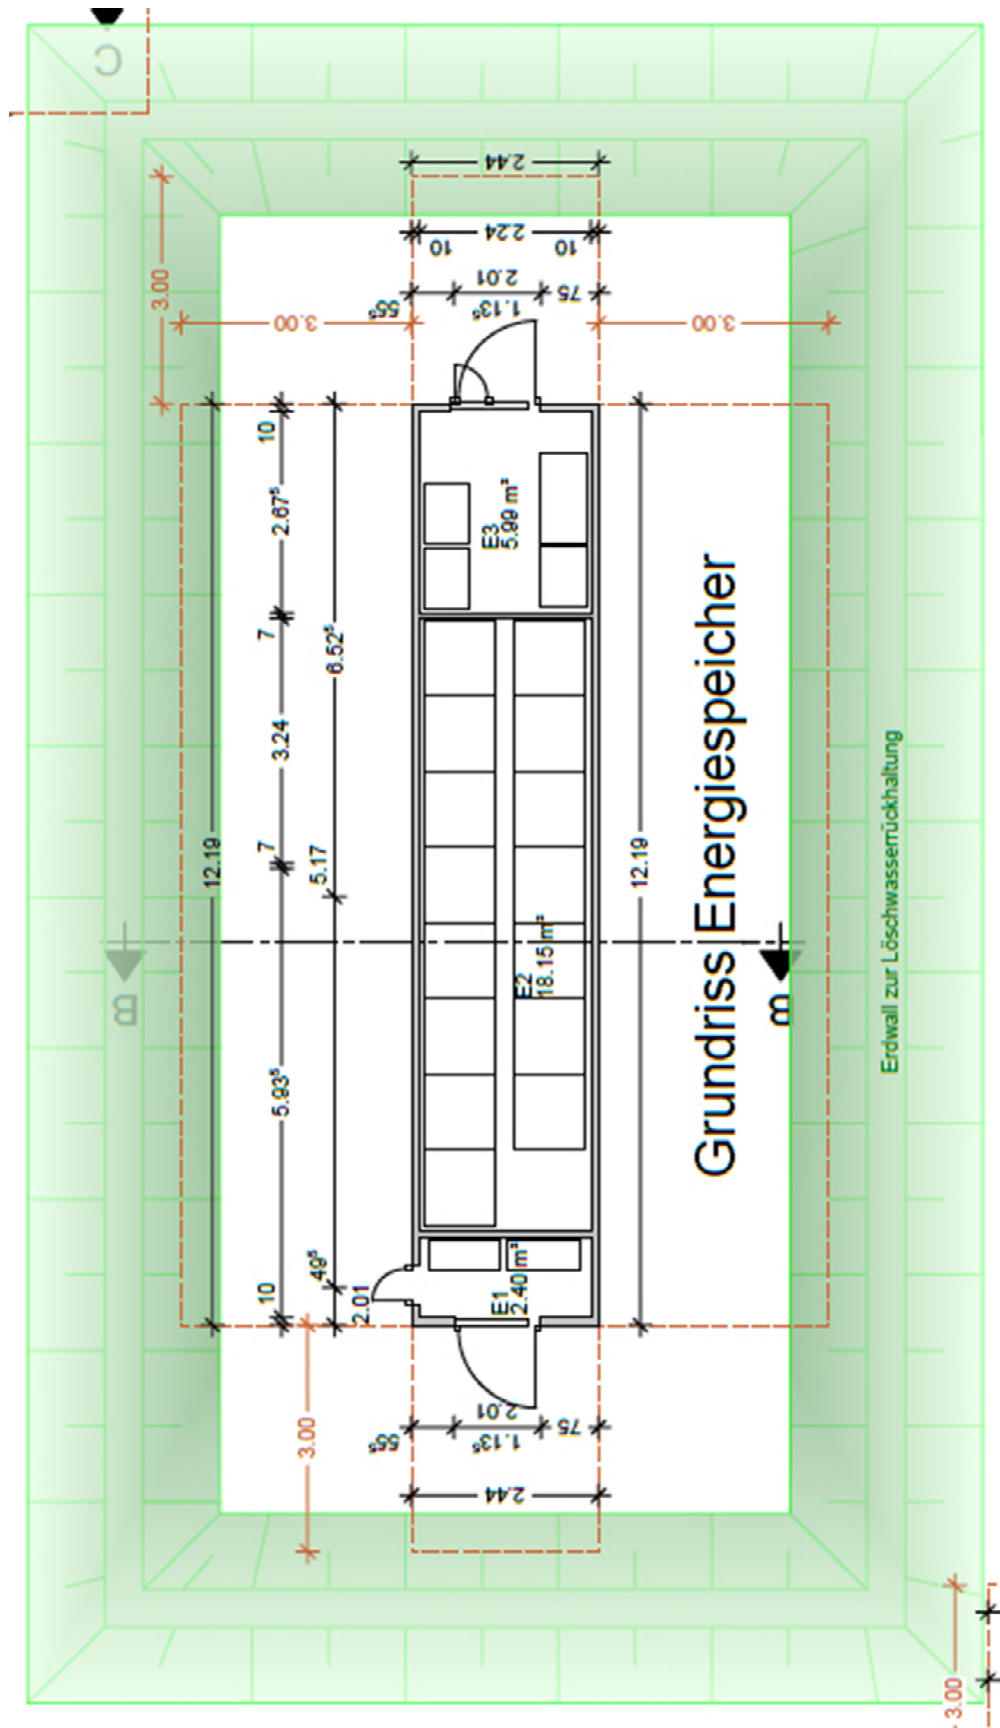 C
2.44
2.24
10
10
2.01
55⁵
1.13⁵
75
3.00
3.00
3.00
12.19
10
2.67⁵
7
3.24
7
5.93⁵
10
6.52⁵
5.17
49⁵
2.01
12.19
E3
5.99 m²
E2
18.15 m²
E1
2.40 m²
Grundriss Energiespeicher
Erdwall zur Löschwasserrückhaltung
B
B
3.00
2.01
55⁵
1.13⁵
75
2.44
3.00